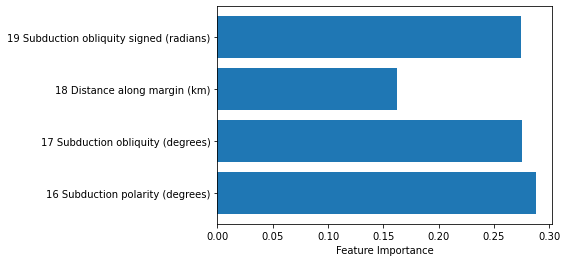 19 Subduction obliquity signed (radians)
18 Distance along margin (km)
17 Subduction obliquity (degrees)
16 Subduction polarity (degrees)
0.00 0.05 0.10 0.15 0.20 0.25 0.30
Feature Importance